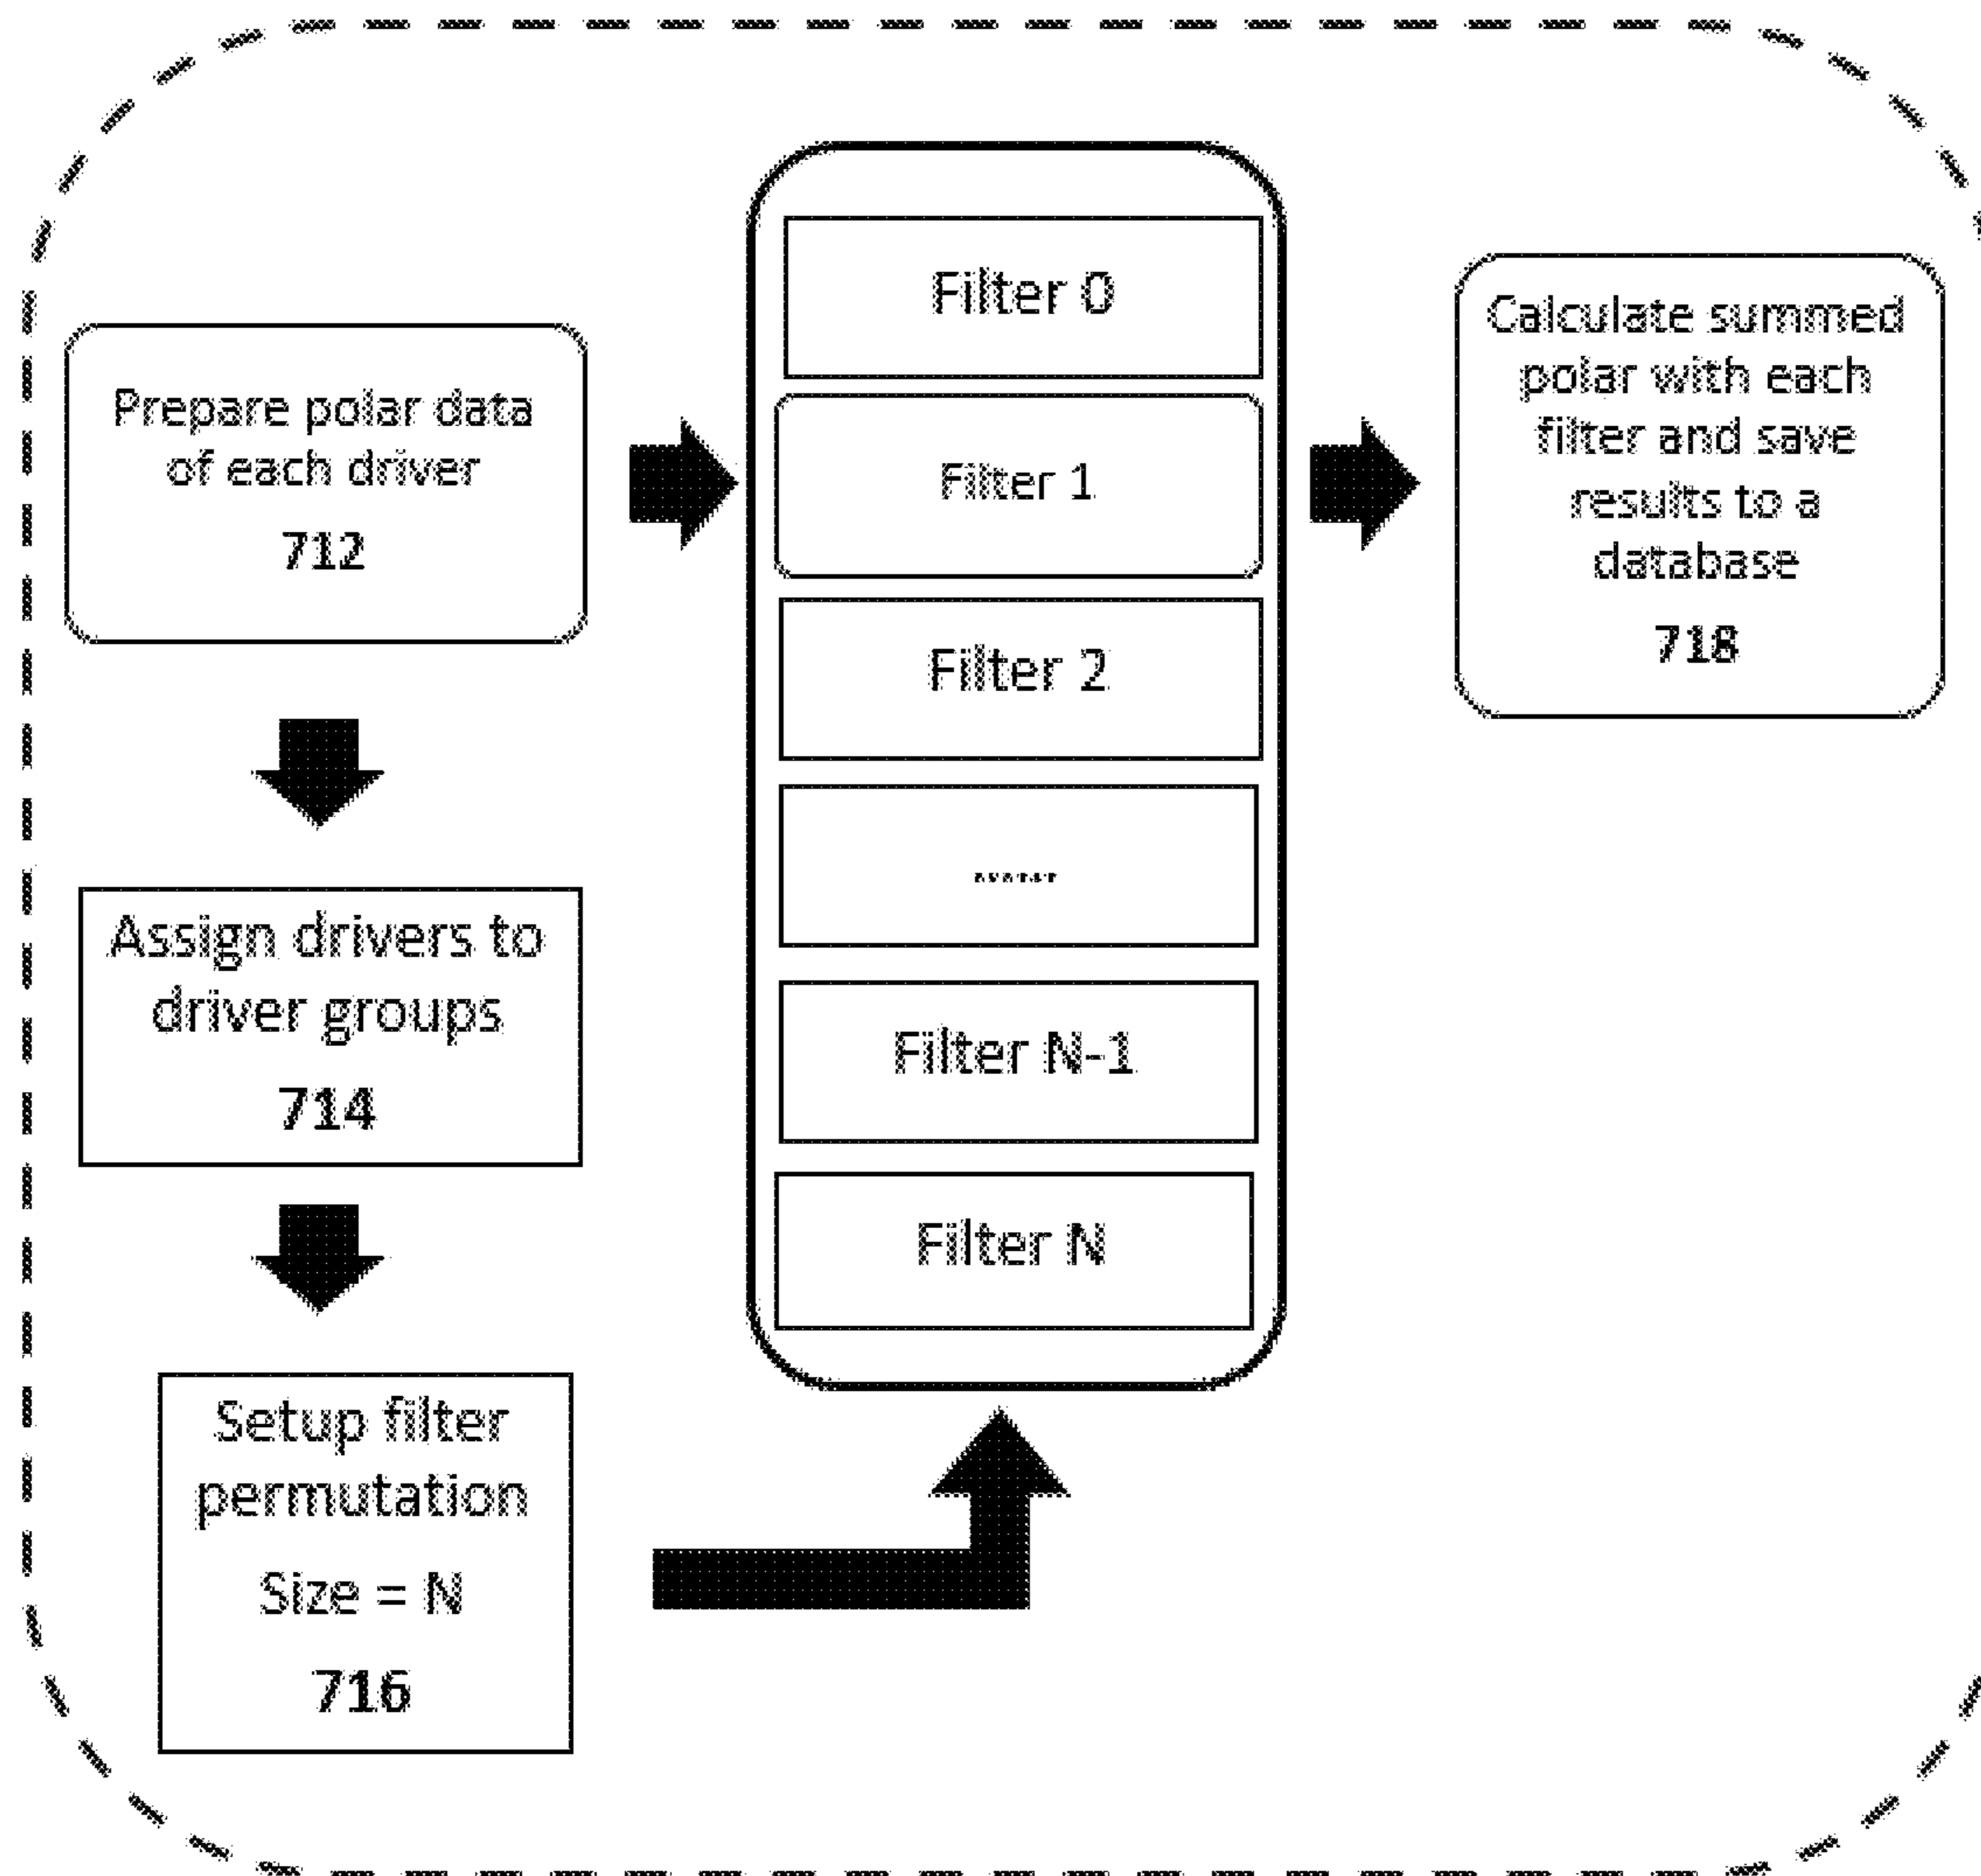 Prepare polar data
of each driver
712
Assign drivers to
driver groups
714
Setup filter
permutation
Size = N
716
Filter 0
Filter 1
Filter 2
.......
Filter N-1
Filter N
Calculate summed
polar with each
filter and save
results to a
database
718